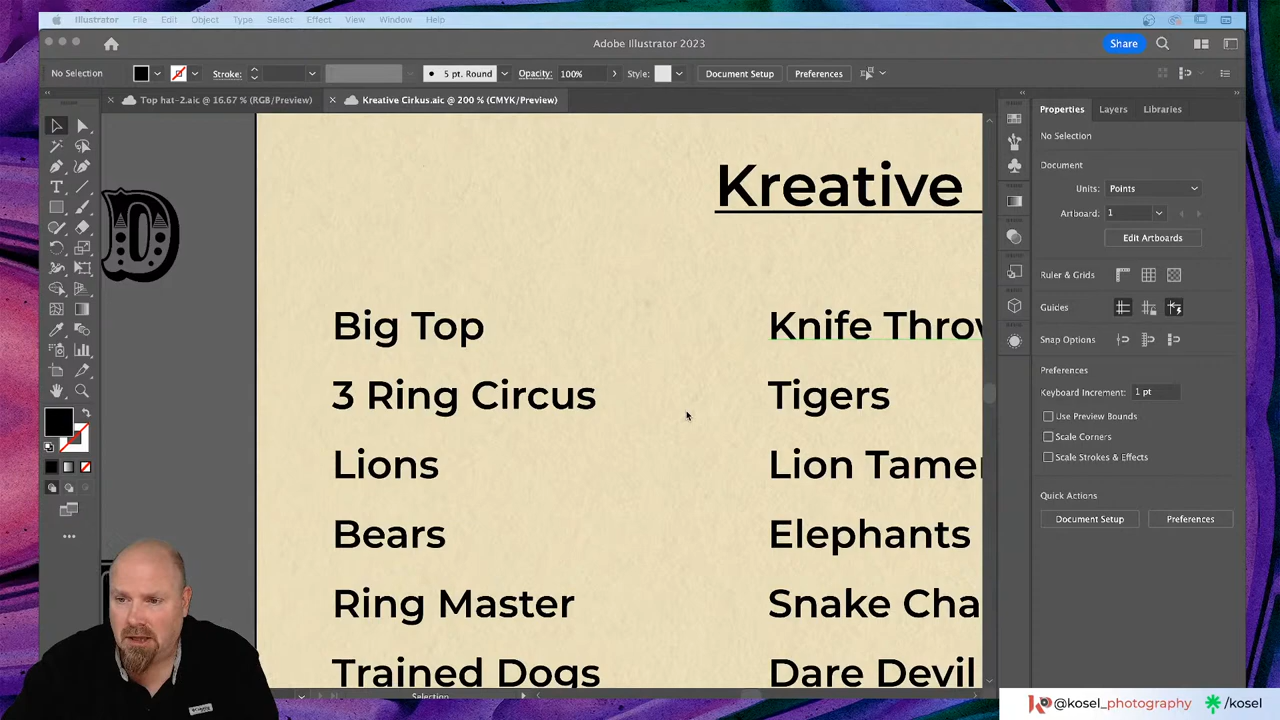 Illustrator File Edit Object Type Select Effect View Window Help
Adobe Illustrator 2023
Share
No Selection
Stroke:
5 pt. Round
Opacity: 100%
Style:
Document Setup
Preferences
Top hat-2.aic @ 16.67 % (RGB/Preview)
Kreative Cirkus.aic @ 200 % (CMYK/Preview)
D
Kreative
Big Top
3 Ring Circus
Lions
Bears
Ring Master
Trained Dogs
Knife Throw
Tigers
Lion Tamer
Elephants
Snake Cha
Dare Devil
Selection
Properties Layers Libraries
No Selection
Document
Units: Points
Artboard: 1
Edit Artboards
Ruler & Grids
Guides
Snap Options
Preferences
Keyboard Increment: 1 pt
Use Preview Bounds
Scale Corners
Scale Strokes & Effects
Quick Actions
Document Setup
Preferences
@kosel_photography /kosel